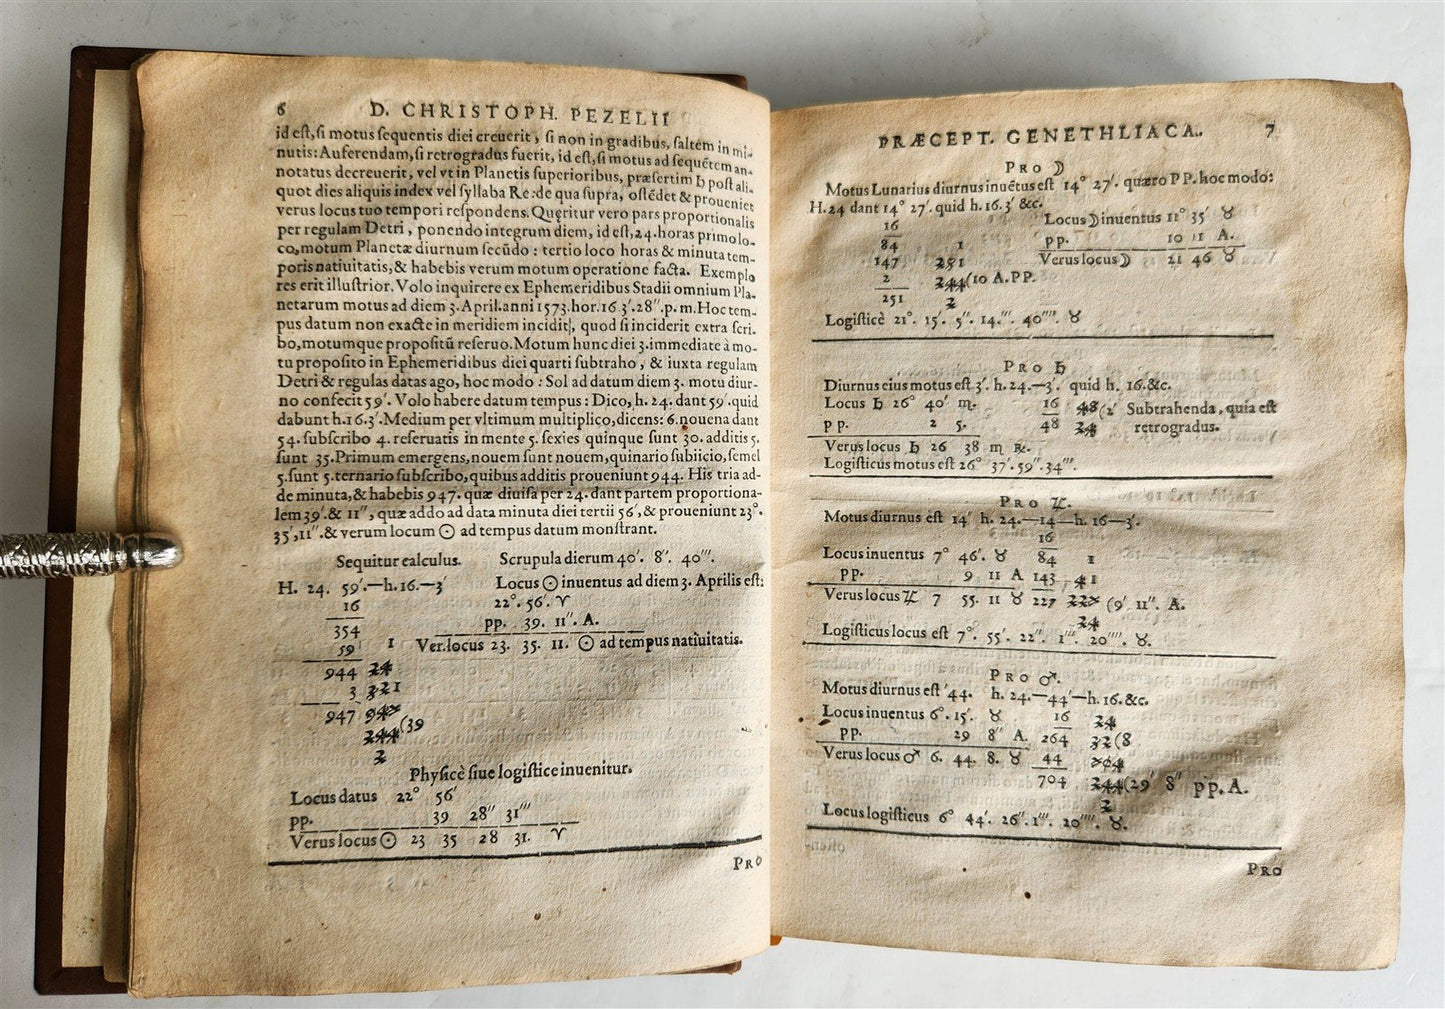 6 D. CHRISTOPH. PEZELII
id est, si motus sequentis diei creuerit, si non in gradibus, saltem in mi-
nutis: Auferendam, si retrogradus fuerit, id est, si motus ad sequētem an-
notatus decreuerit, vel vt in Planetis superioribus, præsertim ♄ post ali-
quot dies aliquis index vel syllaba Re: de qua supra, ostēdet & proueniet
verus locus tuo tempori respondens. Quęritur vero pars proportionalis
per regulam Detri, ponendo integrum diem, id est, 24. horas primo lo-
co, motum Planetæ diurnum secūdo: tertio loco horas & minuta tem-
poris natiuitatis, & habebis verum motum operatione facta. Exemplo
res erit illustrior. Volo inquirere ex Ephemeridibus Stadii omnium Pla-
netarum motus ad diem 3. April. anni 1573. hor. 16 3′. 28″. p. m. Hoc tem-
pus datum non exacte in meridiem incidit, quod si inciderit extra scri-
bo, motumque propositū reseruo. Motum hunc diei 3. immediate à mo-
tu proposito in Ephemeridibus diei quarti subtraho, & iuxta regulam
Detri & regulas datas ago, hoc modo: Sol ad datum diem 3. motu diur-
no confecit 59′. Volo habere datum tempus: Dico, h. 24. dant 59′. quid
dabunt h. 16. 3′. Medium per vltimum multiplico, dicens: 6. nouena dant
54. subscribo 4. reseruatis in mente 5. sexies quinque sunt 30. additis 5.
sunt 35. Primum emergens, nouem sunt nouem, quinario subiicio, semel
5. sunt 5. ternario subscribo, quibus additis proueniunt 944. His tria ad-
de minuta, & habebis 947. quæ diuisa per 24. dant partem proportiona-
lem 39′. & 11″, quæ addo ad data minuta diei tertii 56′, & proueniunt 23°.
35′, 11″. & verum locum ☉ ad tempus datum monstrant.
Sequitur calculus. Scrupula dierum 40′. 8″. 40‴.
H. 24. 59′.—h. 16.—3′ Locus ☉ inuentus ad diem 3. Aprilis est:
16 22°. 56′. ♈
354 pp. 39. 11″. A.
59 1 Ver. locus 23. 35. 11. ☉ ad tempus natiuitatis.
944 24
3 321
947
244 (39
2
Physicè siue logistice inuenitur.
Locus datus 22° 56′
pp. 39 28″ 31‴
Verus locus ☉ 23 35 28 31. ♈
PRO
PRÆCEPT. GENETHLIACA. 7
PRO ☽
Motus Lunarius diurnus inuētus est 14° 27′. quæro PP. hoc modo:
H. 24 dant 14° 27′. quid h. 16. 3′ &c.
16 Locus ☽ inuentus 11° 35′ ♉
84 1 pp. 10 11 A.
147 251 Verus locus ☽ 21 46 ♉
2 244 (10 A. PP.
251 2
Logisticè 21°. 15′. 5″. 14.‴. 40⁗. ♉
PRO ♄
Diurnus eius motus est 3′. h. 24.—3′. quid h. 16. &c.
Locus ♄ 26° 40′ ♏. 16 48 (2′ Subtrahenda, quia est
pp. 2 5. 48 24 retrogradus.
Verus locus ♄ 26 38 ♏ ℞.
Logisticus motus est 26° 37′. 59″. 34‴.
PRO ♃.
Motus diurnus est 14′ h. 24.—14—h. 16—3′.
16
Locus inuentus 7° 46′. ♉ 84 1
pp. 9 11 A 143 41
Verus locus ♃ 7 55. 11 ♉ 227 227 (9′ 11″. A.
24
Logisticus locus est 7°. 55′. 22″. 1‴. 20⁗. ♉.
PRO ♂.
Motus diurnus est ′44. h. 24.—44′—h. 16. &c.
Locus inuentus 6°. 15′. ♉ 16 24
pp. 29 8″ A. 264 32 (8
Verus locus ♂ 6. 44. 8. ♉ 44 704
704 244 (29′ 8″ pp. A.
2
Locus logisticus 6° 44′. 26″. 1‴. 20⁗. ♉.
PRO